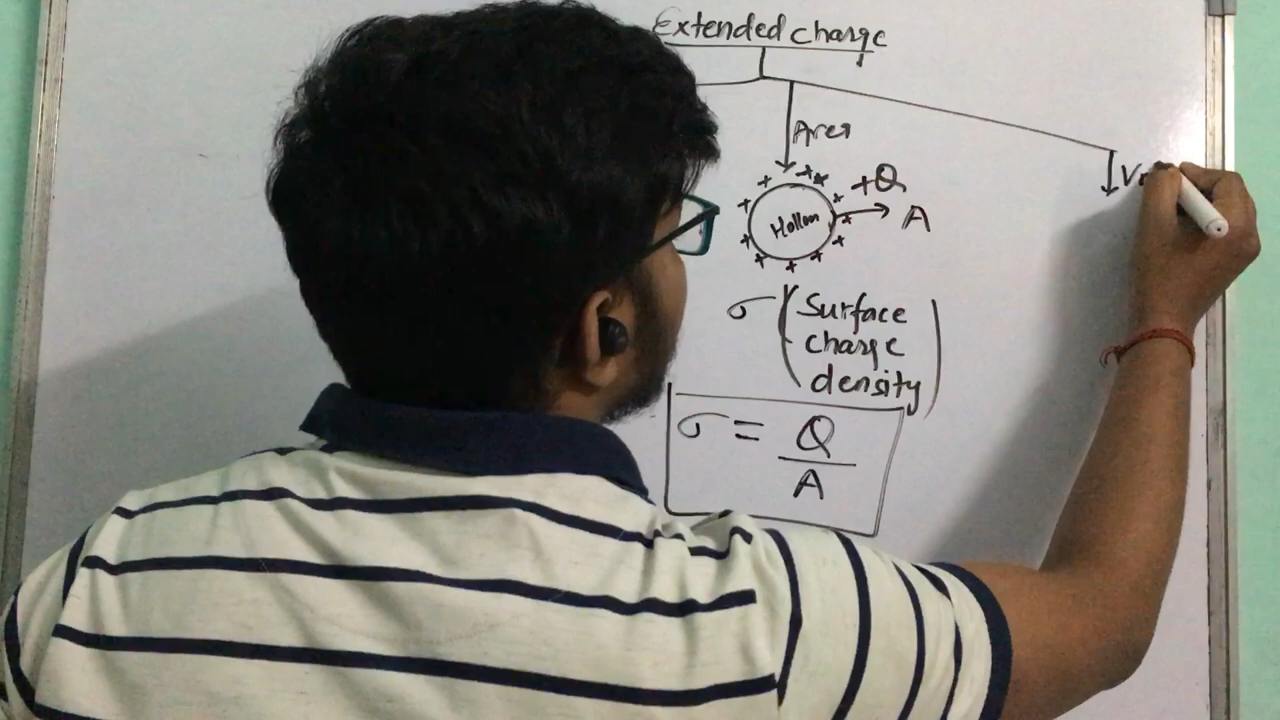 Extended charge
Area
+Q
A
Hollow
σ (Surface
charge
density)
σ = Q
A